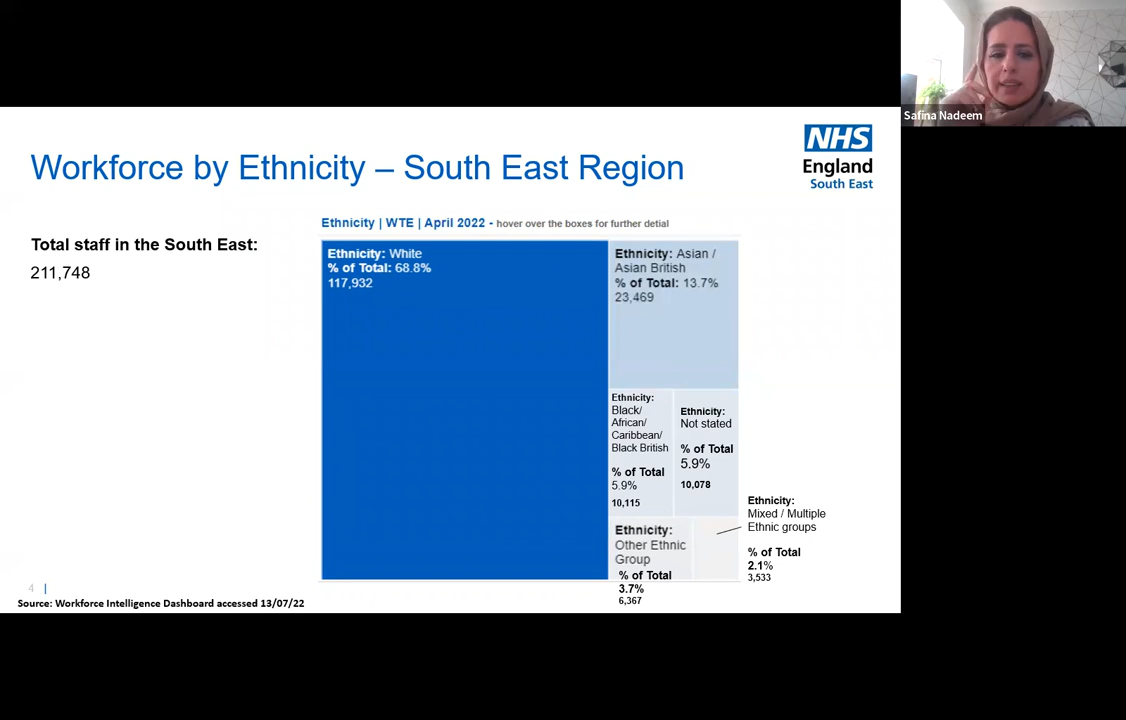 Safina Nadeem
NHS
England
South East
Workforce by Ethnicity – South East Region
Total staff in the South East:
211,748
Ethnicity | WTE | April 2022 - hover over the boxes for further detial
Ethnicity: White
% of Total: 68.8%
117,932
Ethnicity: Asian /
Asian British
% of Total: 13.7%
23,469
Ethnicity:
Black/
African/
Caribbean/
Black British
% of Total
5.9%
10,115
Ethnicity:
Not stated
% of Total
5.9%
10,078
Ethnicity:
Other Ethnic
Group
% of Total
3.7%
6,367
Ethnicity:
Mixed / Multiple
Ethnic groups
% of Total
2.1%
3,533
4 |
Source: Workforce Intelligence Dashboard accessed 13/07/22